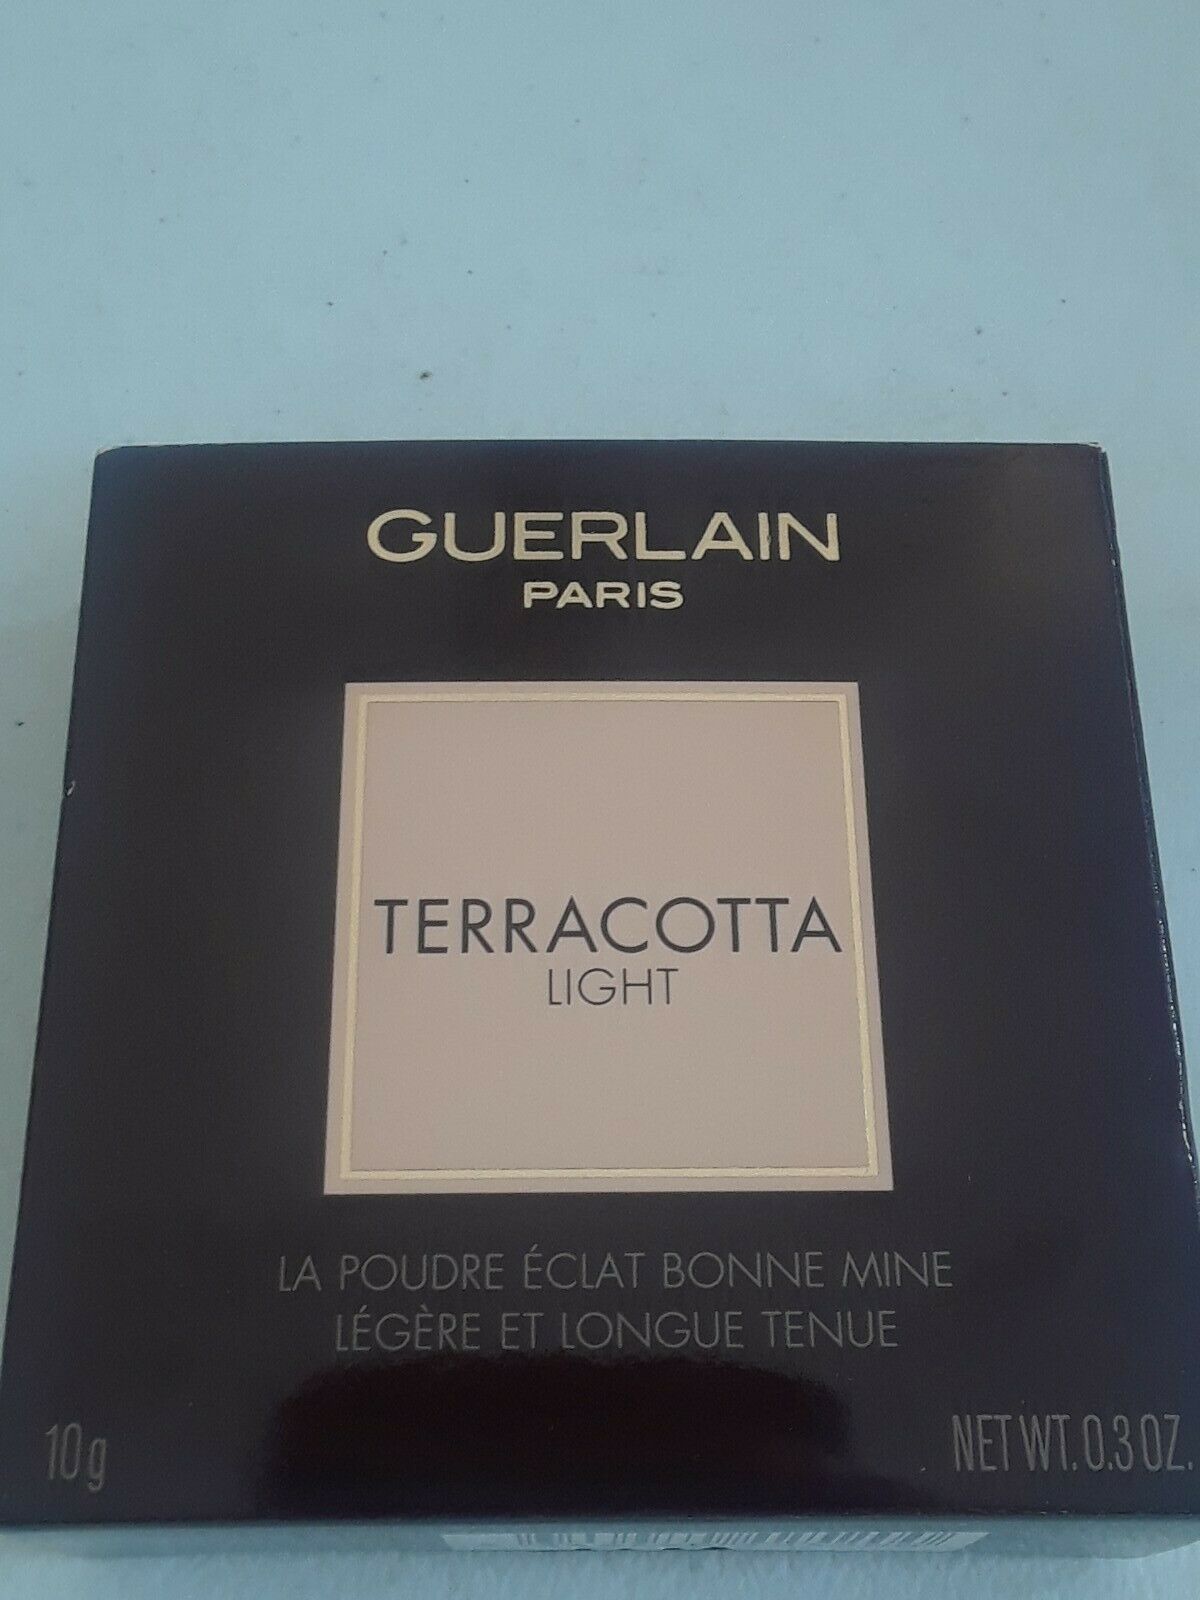 GUERLAIN
PARIS
TERRACOTTA
LIGHT
LA POUDRE ÉCLAT BONNE MINE
LÉGÈRE ET LONGUE TENUE
10g
NET WT. 0.3 OZ.